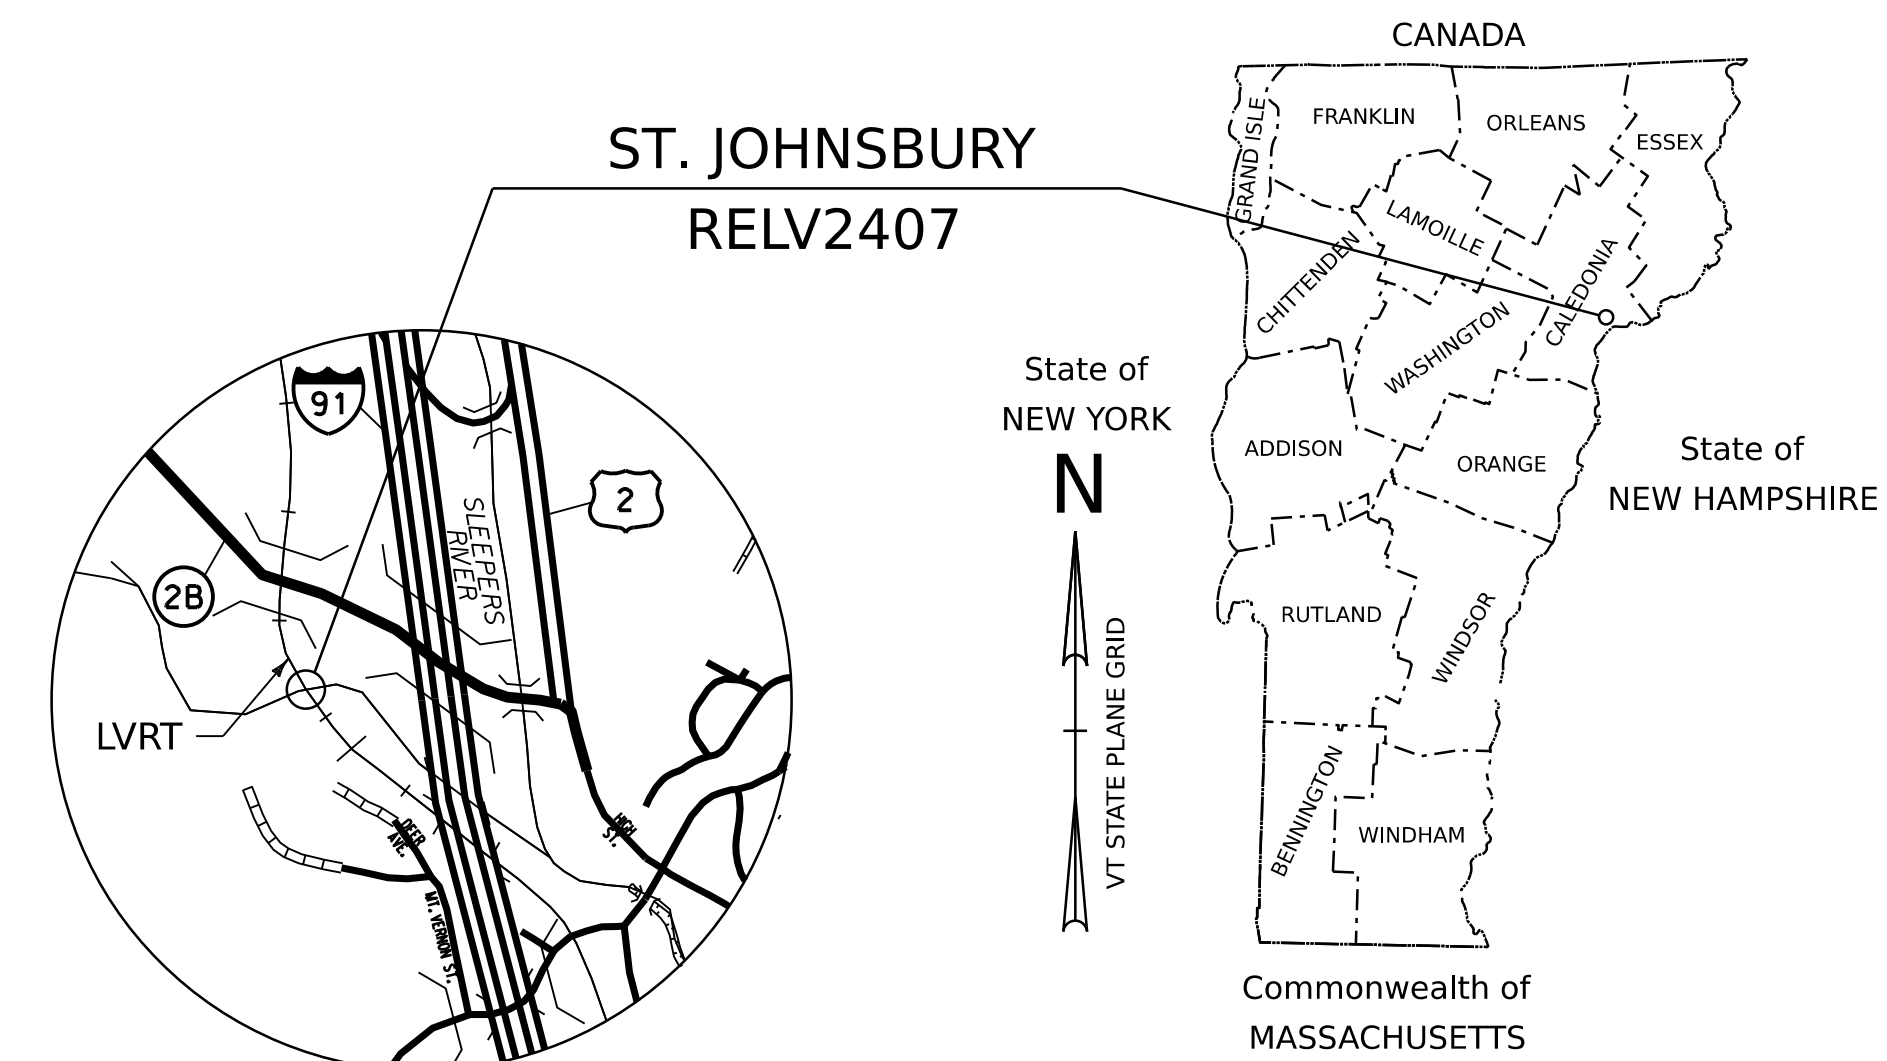 CANADA
ST. JOHNSBURY
RELV2407
GRAND ISLE
FRANKLIN
ORLEANS
ESSEX
LAMOILLE
CHITTENDEN
CALEDONIA
WASHINGTON
State of
NEW YORK
ADDISON
ORANGE
State of
NEW HAMPSHIRE
N
VT STATE PLANE GRID
RUTLAND
WINDSOR
BENNINGTON
WINDHAM
Commonwealth of
MASSACHUSETTS
91
2
SLEEPERS
RIVER
2B
LVRT
DEER
AVE.
HIGH
ST.
MT. VERNON ST.